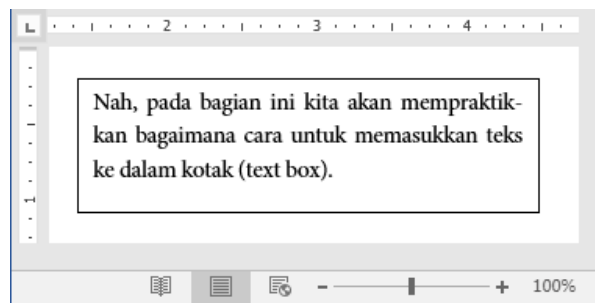 2 3 4
Nah, pada bagian ini kita akan mempraktik-
kan bagaimana cara untuk memasukkan teks
ke dalam kotak (text box).
1
100%